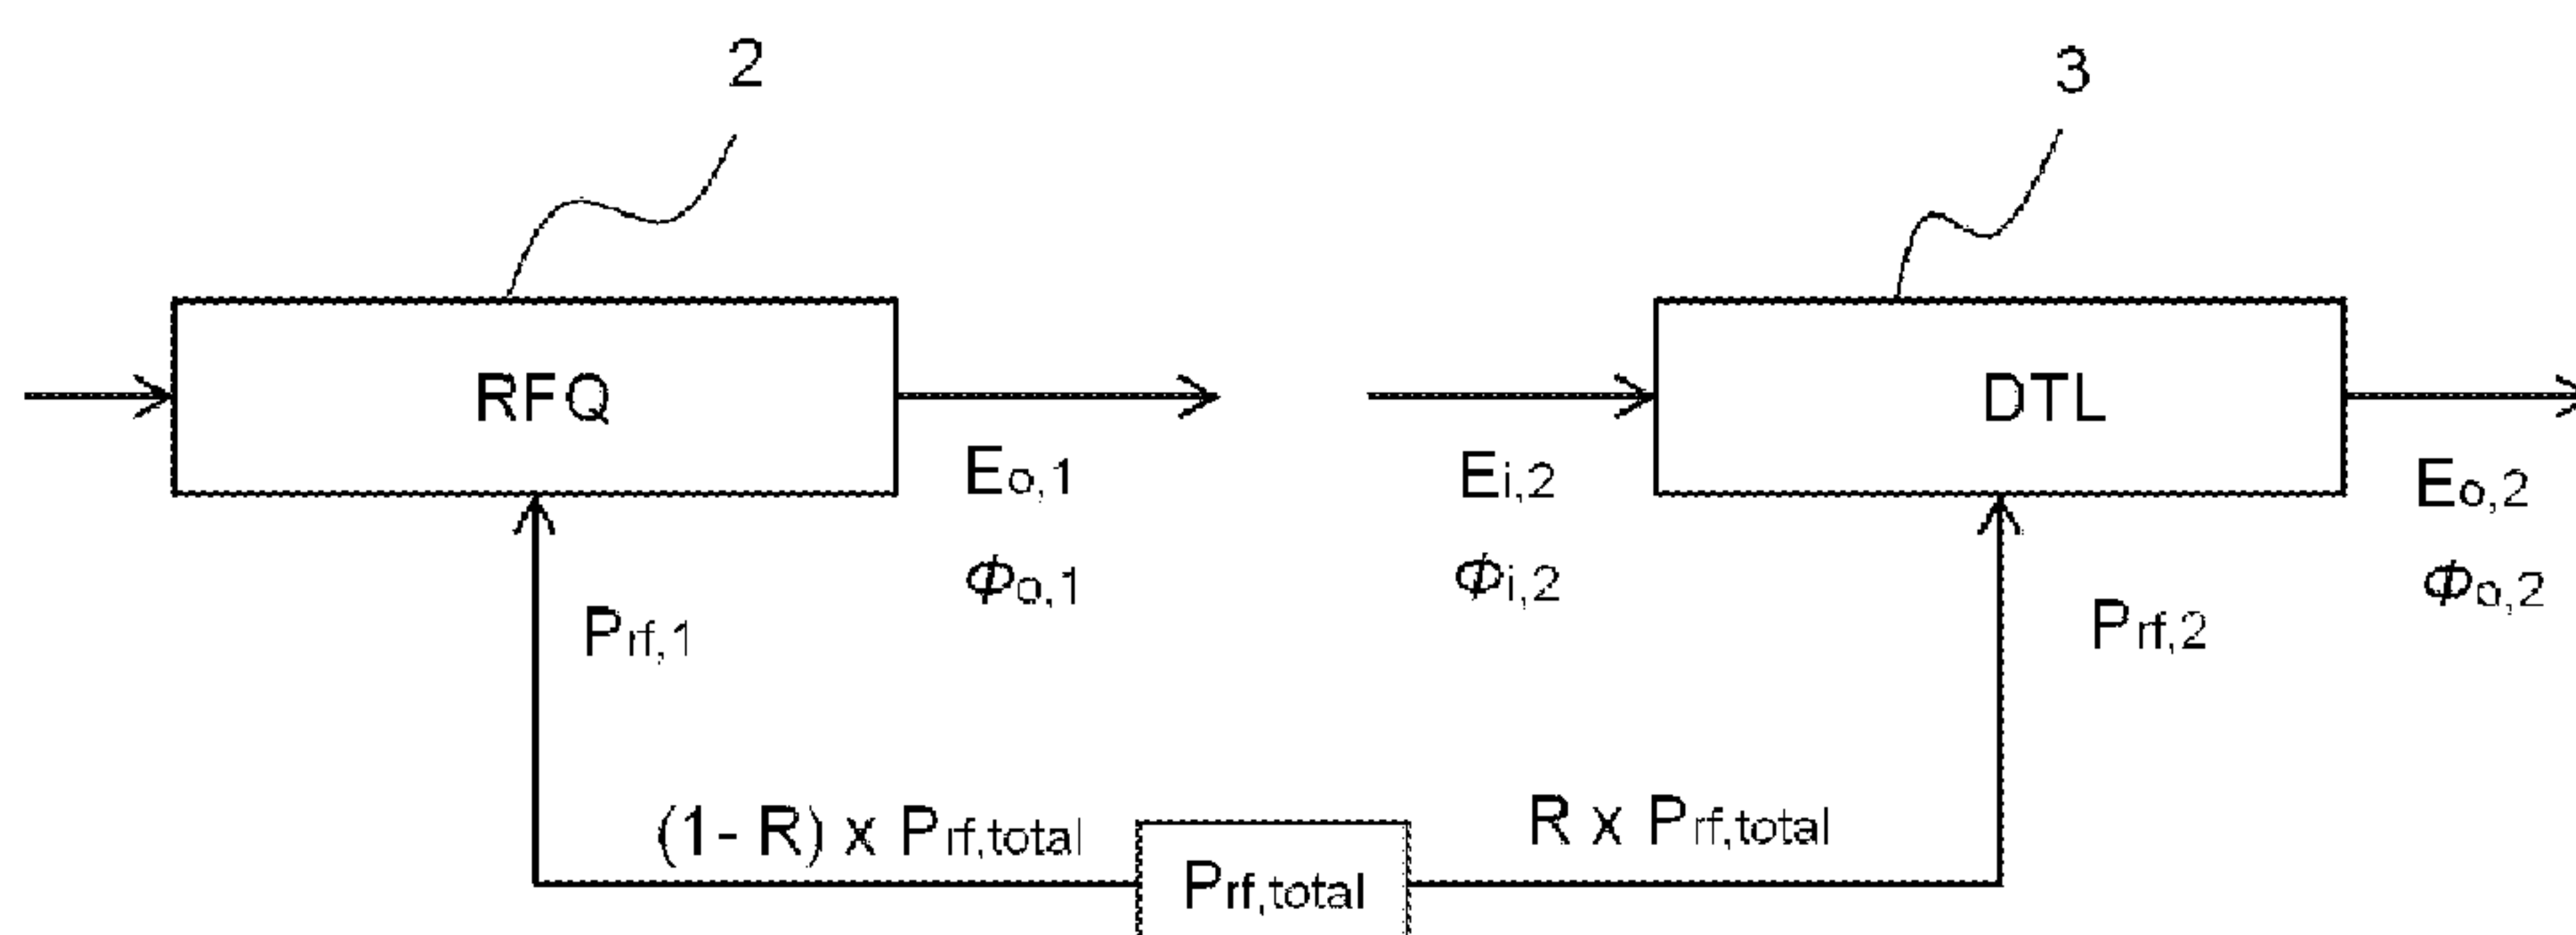 2
3
RFQ
DTL
Eo,1
Ei,2
Eo,2
Φo,1
Φi,2
Φo,2
Prf,1
Prf,2
(1- R) x Prf,total
R x Prf,total
Prf,total